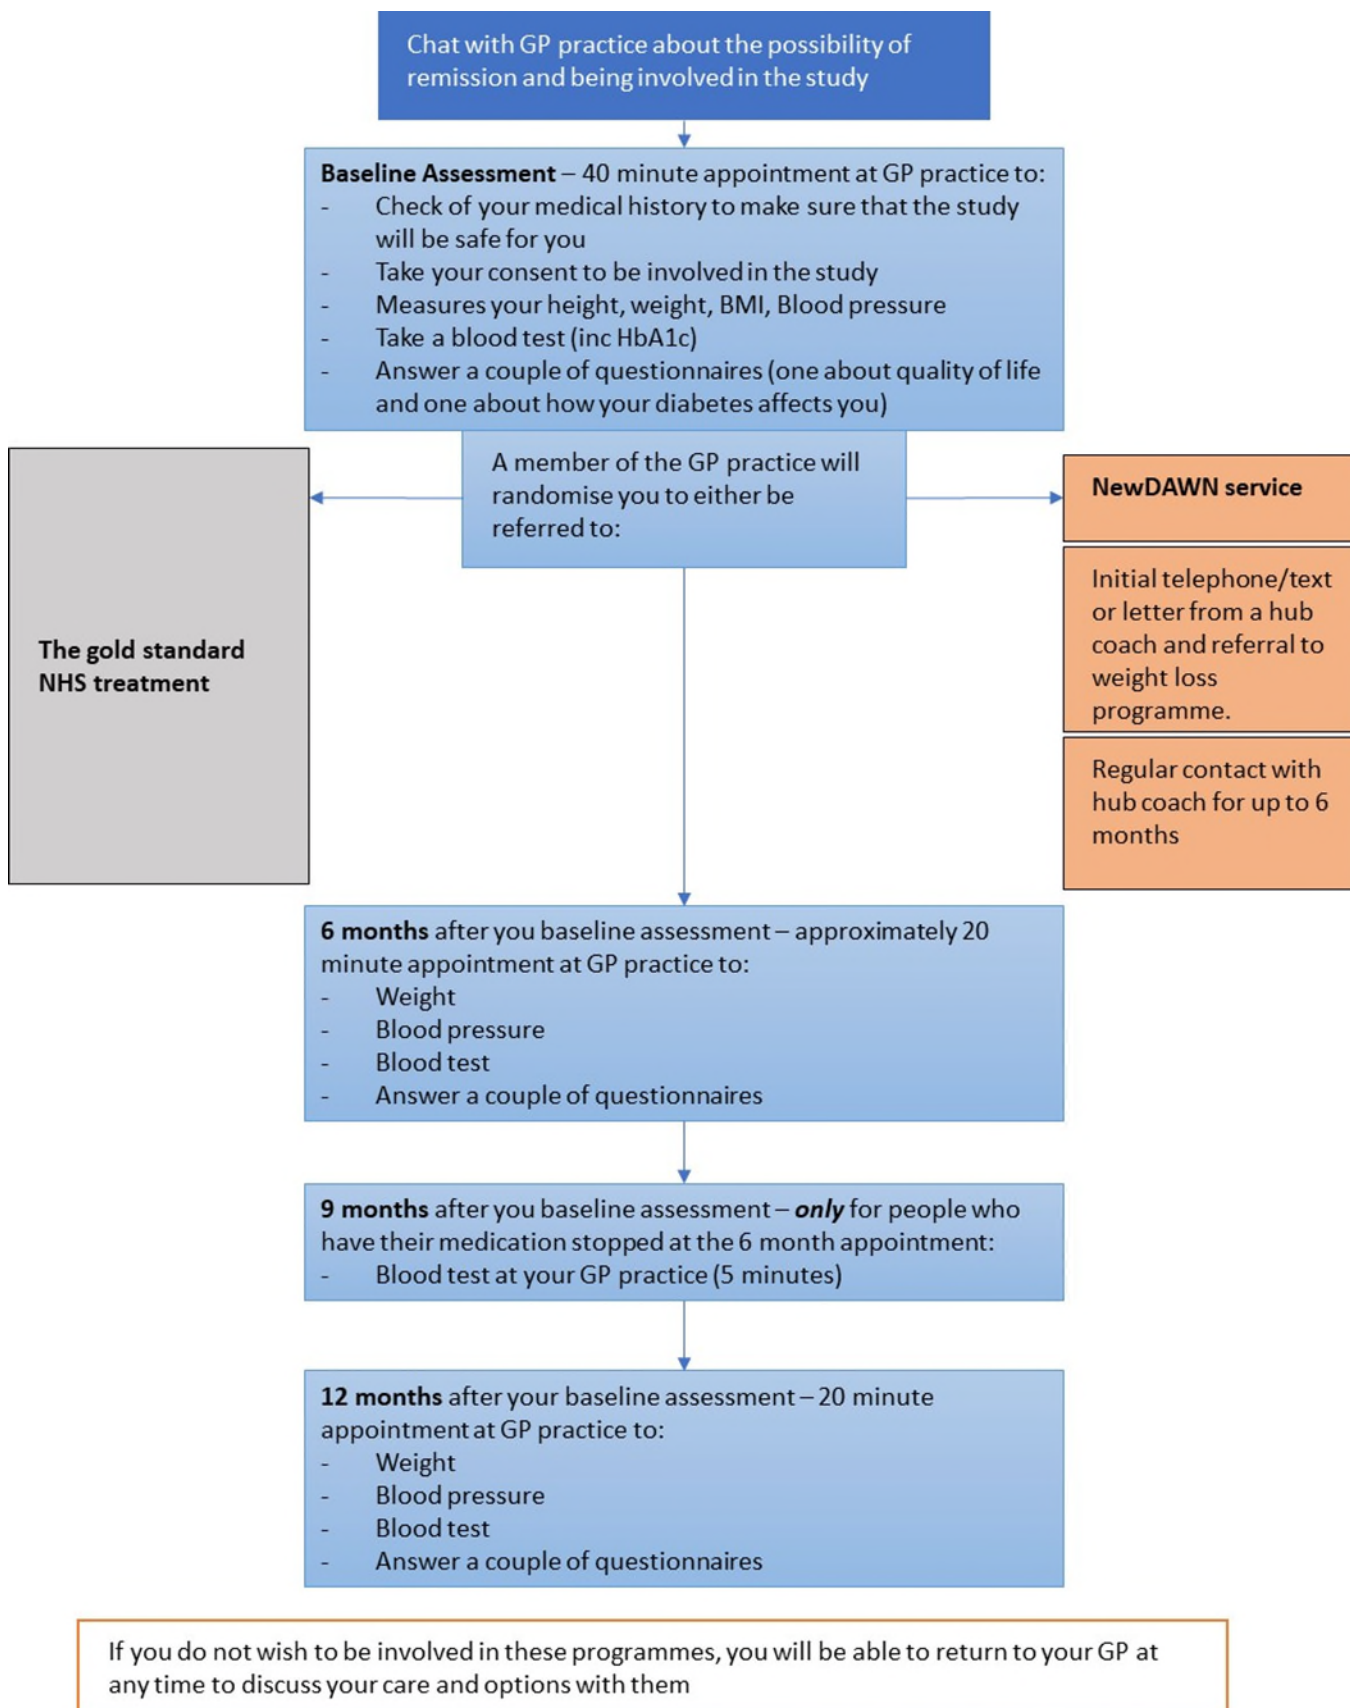 Chat with GP practice about the possibility of
remission and being involved in the study
Baseline Assessment – 40 minute appointment at GP practice to:
- Check of your medical history to make sure that the study
will be safe for you
- Take your consent to be involved in the study
- Measures your height, weight, BMI, Blood pressure
- Take a blood test (inc HbA1c)
- Answer a couple of questionnaires (one about quality of life
and one about how your diabetes affects you)
A member of the GP practice will
randomise you to either be
referred to:
The gold standard
NHS treatment
NewDAWN service
Initial telephone/text
or letter from a hub
coach and referral to
weight loss
programme.
Regular contact with
hub coach for up to 6
months
6 months after you baseline assessment – approximately 20
minute appointment at GP practice to:
- Weight
- Blood pressure
- Blood test
- Answer a couple of questionnaires
9 months after you baseline assessment – only for people who
have their medication stopped at the 6 month appointment:
- Blood test at your GP practice (5 minutes)
12 months after your baseline assessment – 20 minute
appointment at GP practice to:
- Weight
- Blood pressure
- Blood test
- Answer a couple of questionnaires
If you do not wish to be involved in these programmes, you will be able to return to your GP at
any time to discuss your care and options with them